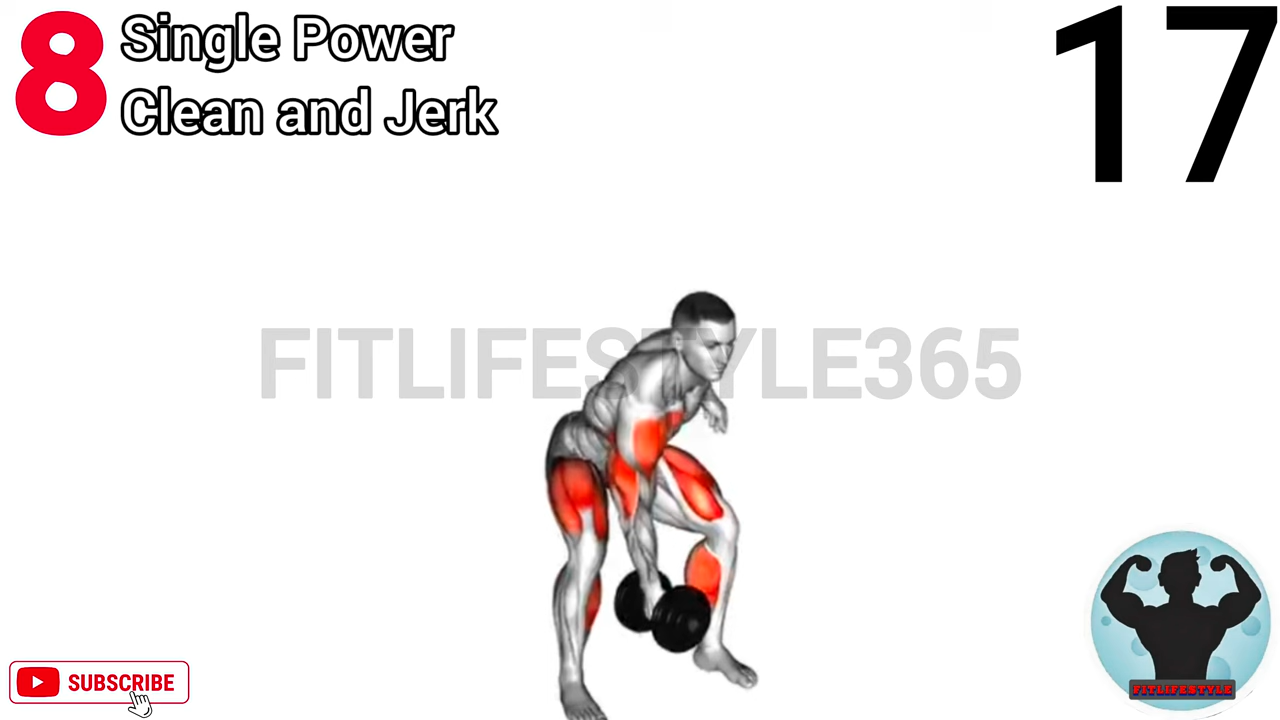 8
Single Power
Clean and Jerk
17
FITLIFESTYLE365
SUBSCRIBE
FITLIFESTYLE